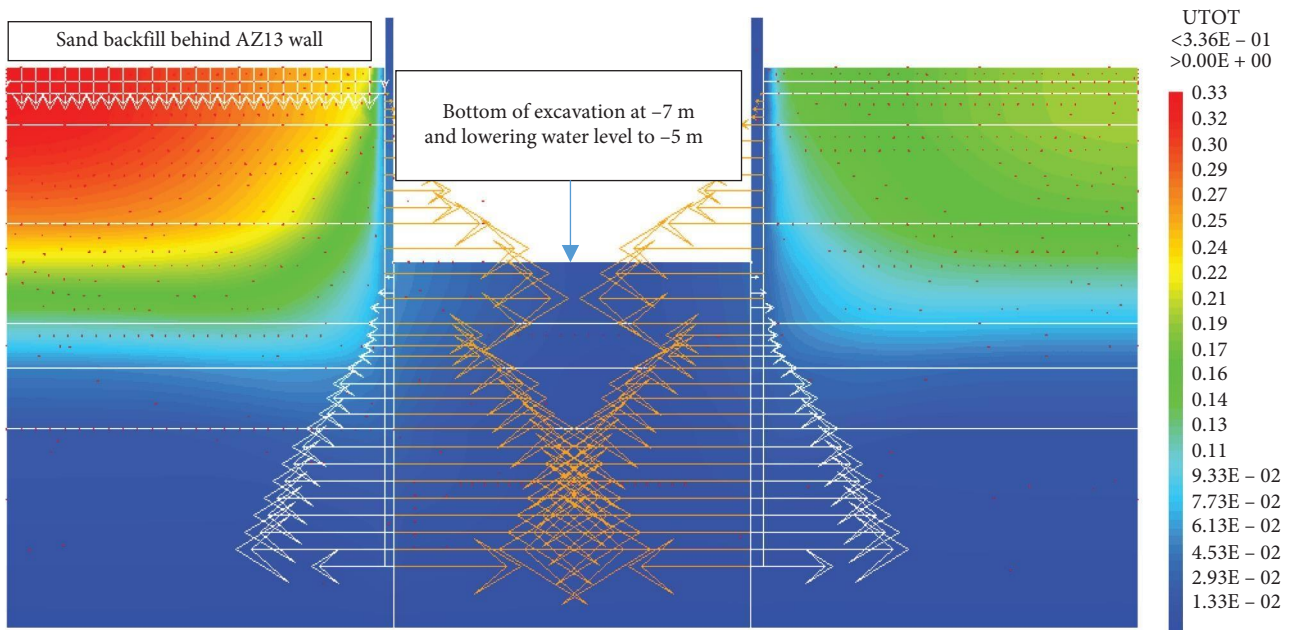 Sand backfill behind AZ13 wall
Bottom of excavation at –7 m
and lowering water level to –5 m
UTOT
<3.36E – 01
>0.00E + 00
0.33
0.32
0.30
0.29
0.27
0.25
0.24
0.22
0.21
0.19
0.17
0.16
0.14
0.13
0.11
9.33E – 02
7.73E – 02
6.13E – 02
4.53E – 02
2.93E – 02
1.33E – 02